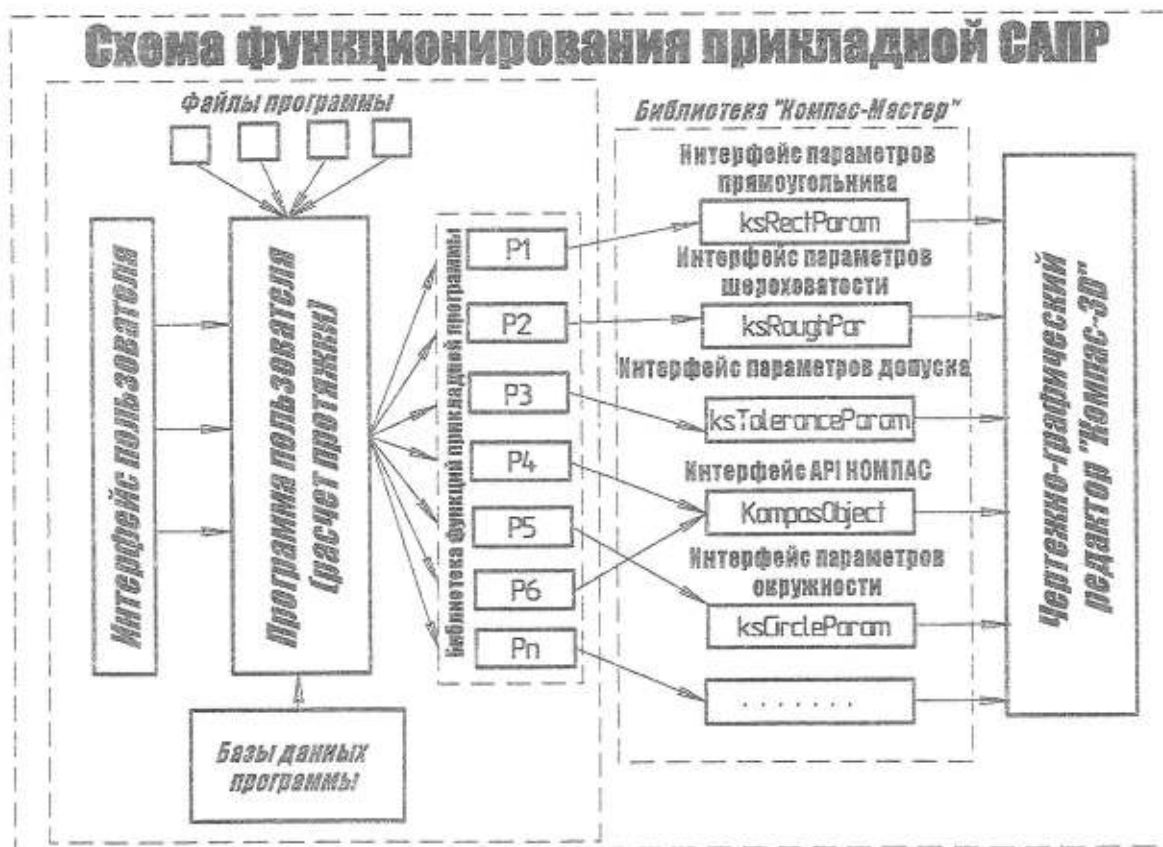 Схема функционирования прикладной САПР
Файлы программы
Интерфейс пользователя
Программа пользователя
(расчет протяжки)
Базы данных
программы
Библиотека функций прикладной программы
P1
P2
P3
P4
P5
P6
Pn
Библиотека "Компас-Мастер"
Интерфейс параметров
прямоугольника
ksRectParam
Интерфейс параметров
шероховатости
ksRoughPar
Интерфейс параметров допуска
ksToleranceParam
Интерфейс API КОМПАС
KompasObject
Интерфейс параметров
окружности
ksCircleParam
. . . . . . .
Чертежно-графический
редактор "Компас-3D"